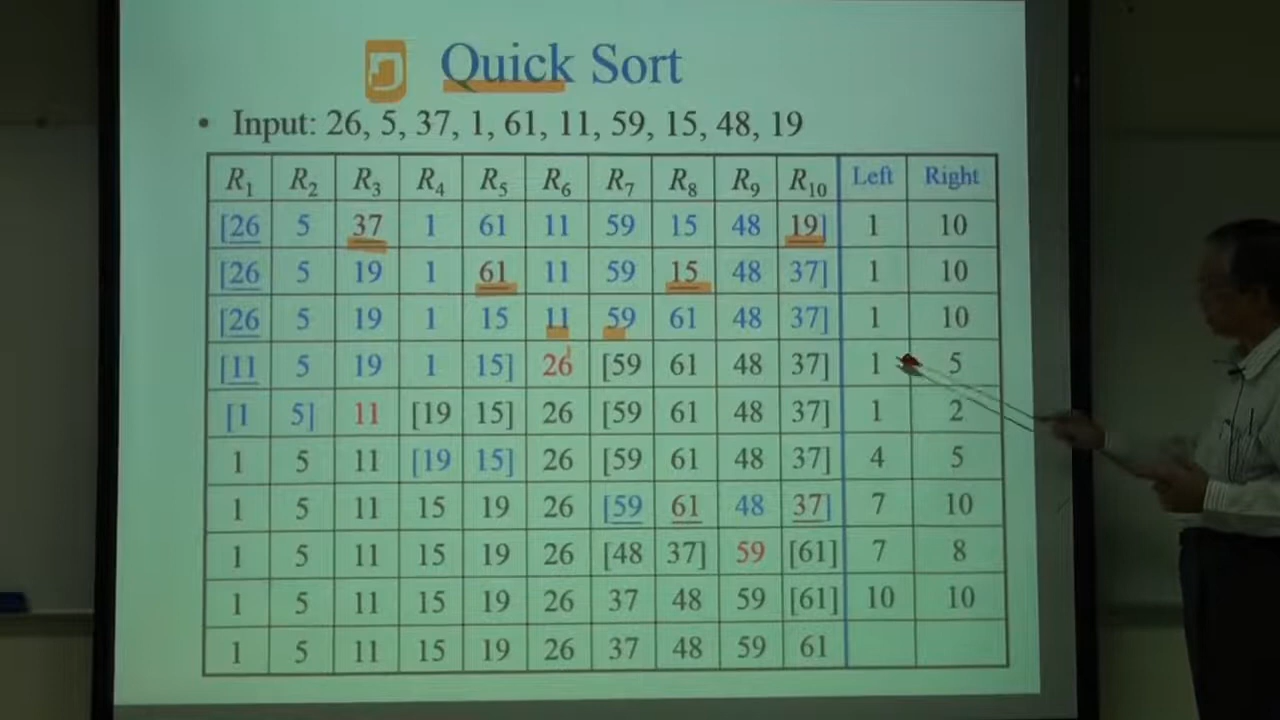 Quick Sort
• Input: 26, 5, 37, 1, 61, 11, 59, 15, 48, 19
R1 R2 R3 R4 R5 R6 R7 R8 R9 R10 Left Right
[26 5 37 1 61 11 59 15 48 19] 1 10
[26 5 19 1 61 11 59 15 48 37] 1 10
[26 5 19 1 15 11 59 61 48 37] 1 10
[11 5 19 1 15] 26 [59 61 48 37] 1 5
[1 5] 11 [19 15] 26 [59 61 48 37] 1 2
1 5 11 [19 15] 26 [59 61 48 37] 4 5
1 5 11 15 19 26 [59 61 48 37] 7 10
1 5 11 15 19 26 [48 37] 59 [61] 7 8
1 5 11 15 19 26 37 48 59 [61] 10 10
1 5 11 15 19 26 37 48 59 61